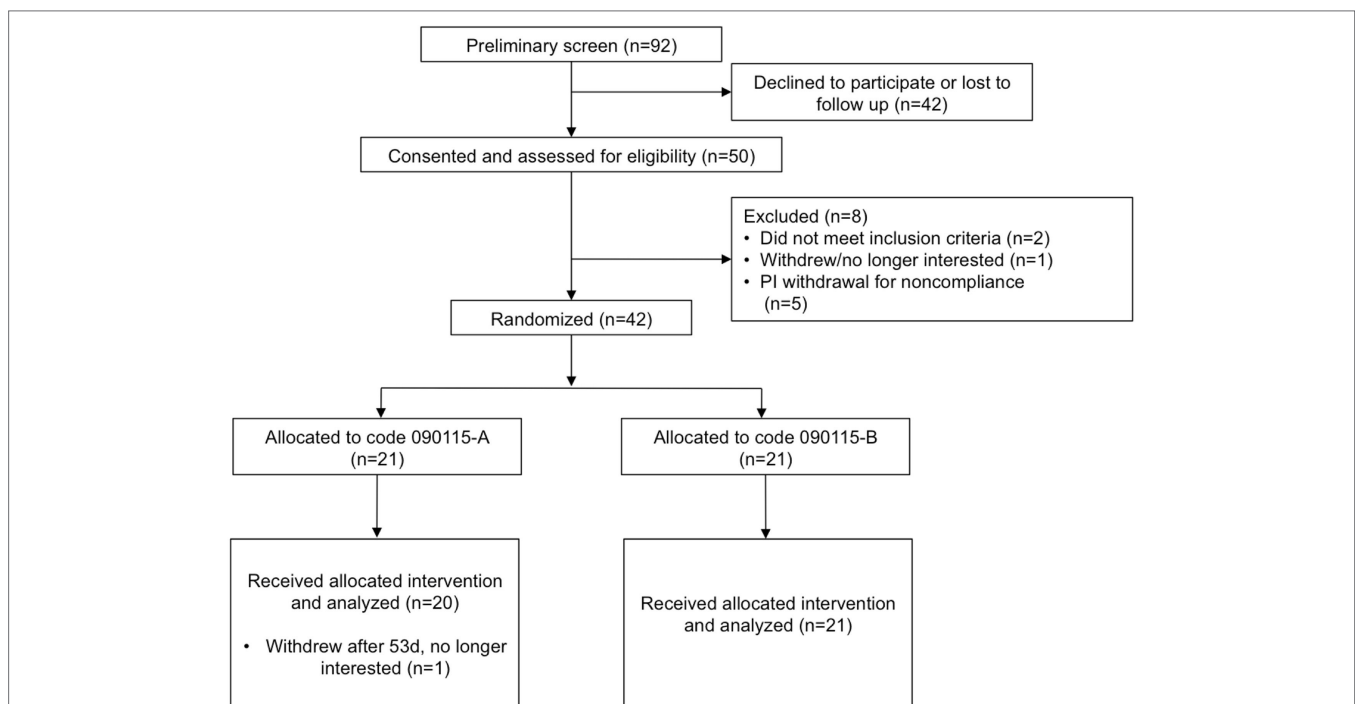 Preliminary screen (n=92)
Declined to participate or lost to
follow up (n=42)
Consented and assessed for eligibility (n=50)
Excluded (n=8)
• Did not meet inclusion criteria (n=2)
• Withdrew/no longer interested (n=1)
• PI withdrawal for noncompliance
(n=5)
Randomized (n=42)
Allocated to code 090115-A
(n=21)
Allocated to code 090115-B
(n=21)
Received allocated intervention
and analyzed (n=20)
• Withdrew after 53d, no longer
interested (n=1)
Received allocated intervention
and analyzed (n=21)